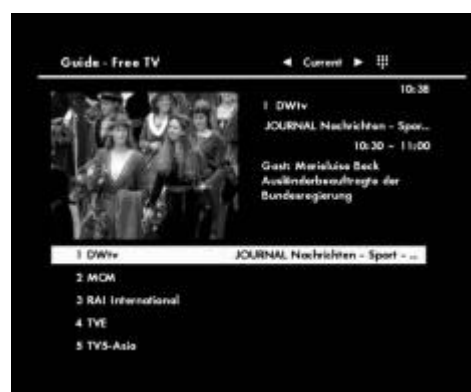 Guide - Free TV
◄ Current ►
10:38
1 DWtv
JOURNAL Nachrichten - Spor...
10:30 - 11:00
Gast: Marieluise Beck
Ausländerbeauftragte der
Bundesregierung
1 DWtv JOURNAL Nachrichten - Sport - ...
2 MCM
3 RAI International
4 TVE
5 TV5-Asia